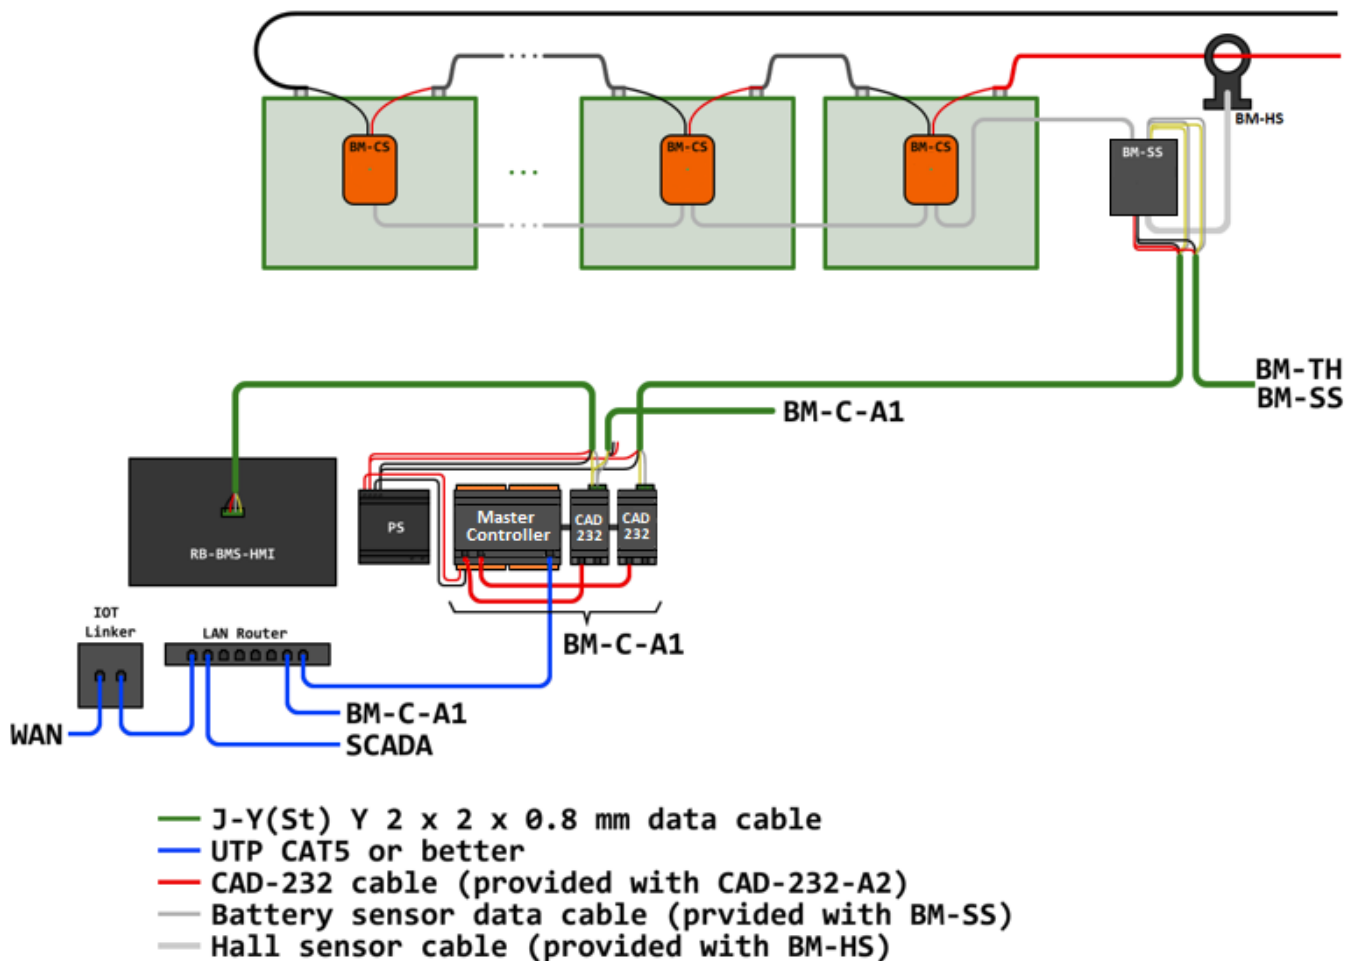 BM-HS
BM-CS
BM-CS
BM-CS
BM-SS
BM-TH
BM-SS
BM-C-A1
Master
Controller
CAD
232
CAD
232
PS
RB-BMS-HMI
BM-C-A1
IOT
Linker
LAN Router
BM-C-A1
WAN
SCADA
J-Y(St) Y 2 x 2 x 0.8 mm data cable
UTP CAT5 or better
CAD-232 cable (provided with CAD-232-A2)
Battery sensor data cable (prvided with BM-SS)
Hall sensor cable (provided with BM-HS)